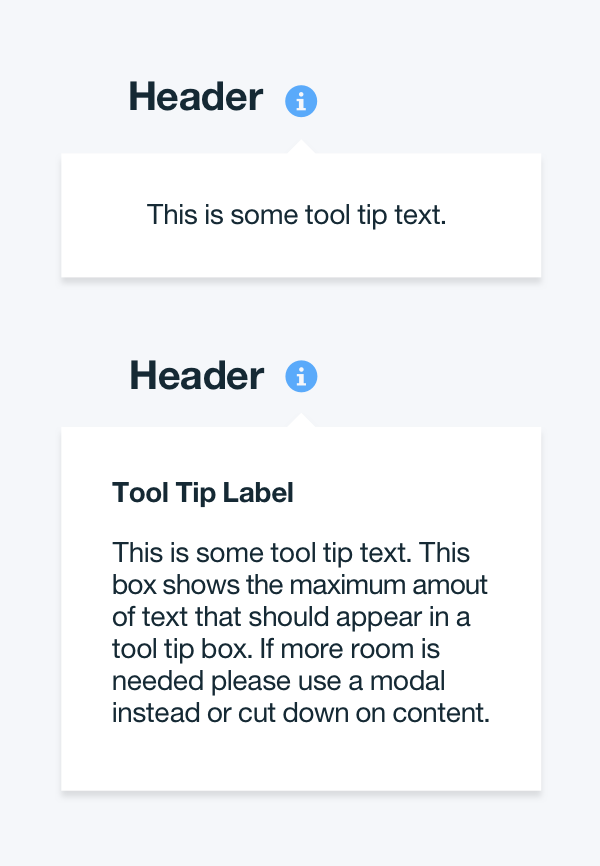 Header
This is some tool tip text.
Header
Tool Tip Label
This is some tool tip text. This
box shows the maximum amout
of text that should appear in a
tool tip box. If more room is
needed please use a modal
instead or cut down on content.